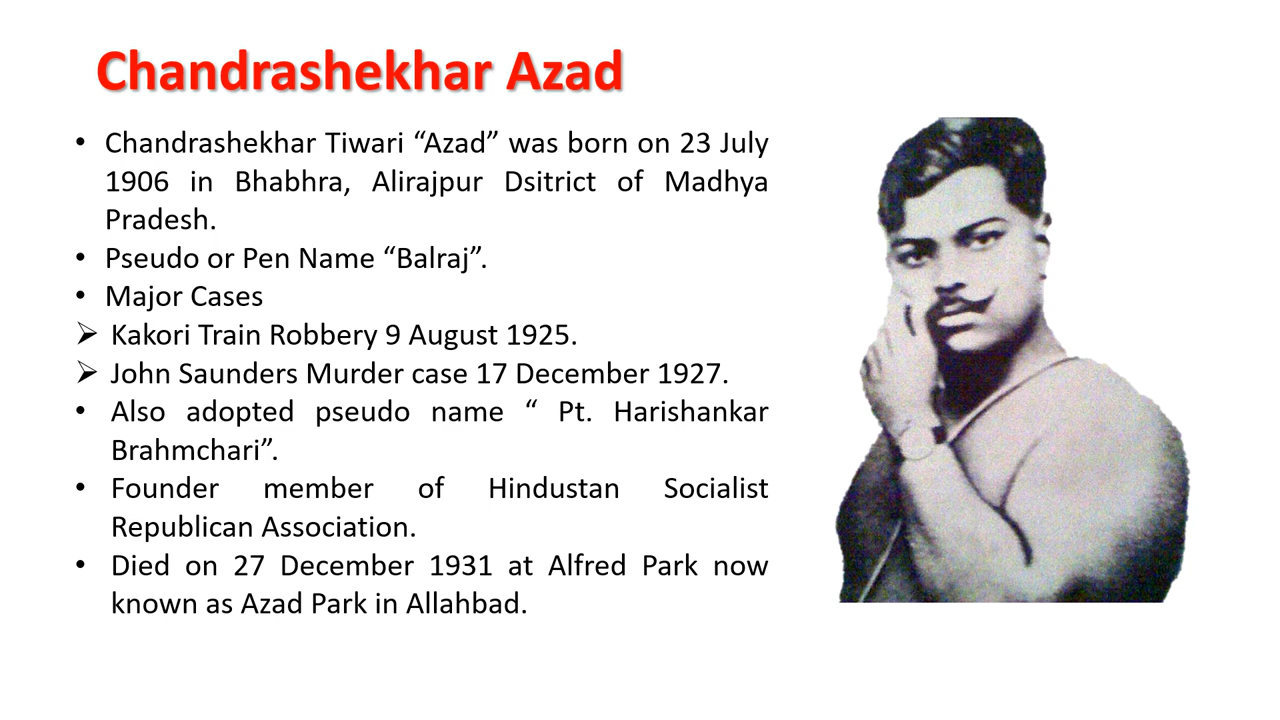 Chandrashekhar Azad
• Chandrashekhar Tiwari “Azad” was born on 23 July
1906 in Bhabhra, Alirajpur Dsitrict of Madhya
Pradesh.
• Pseudo or Pen Name “Balraj”.
• Major Cases
➢ Kakori Train Robbery 9 August 1925.
➢ John Saunders Murder case 17 December 1927.
• Also adopted pseudo name “ Pt. Harishankar
Brahmchari”.
• Founder member of Hindustan Socialist
Republican Association.
• Died on 27 December 1931 at Alfred Park now
known as Azad Park in Allahbad.